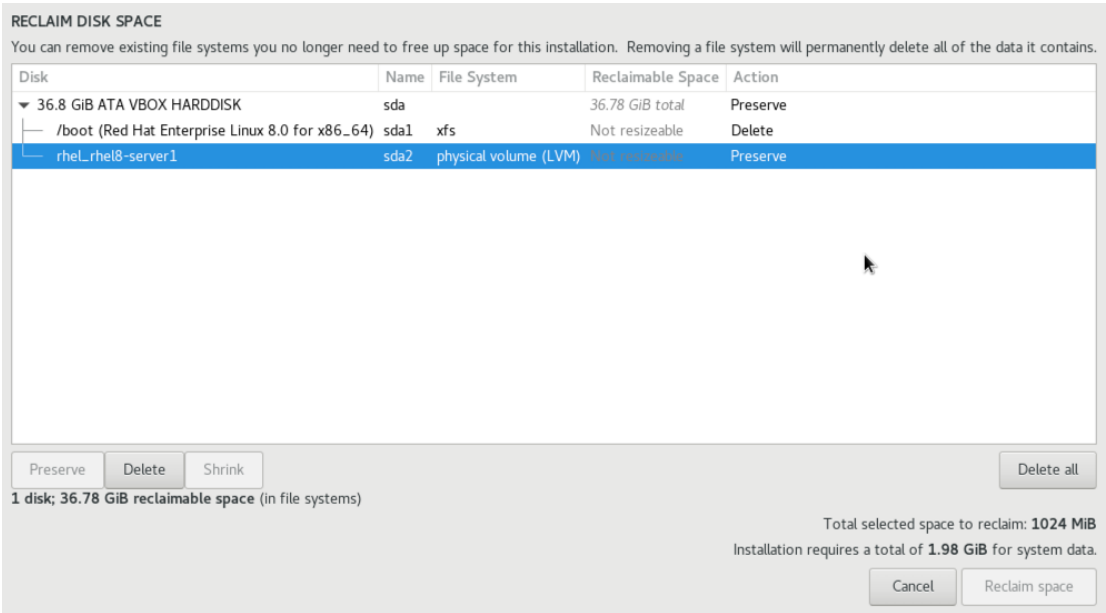 RECLAIM DISK SPACE
You can remove existing file systems you no longer need to free up space for this installation. Removing a file system will permanently delete all of the data it contains.
Disk Name File System Reclaimable Space Action
36.8 GiB ATA VBOX HARDDISK sda 36.78 GiB total Preserve
/boot (Red Hat Enterprise Linux 8.0 for x86_64) sda1 xfs Not resizeable Delete
rhel_rhel8-server1 sda2 physical volume (LVM) Not resizeable Preserve
Preserve Delete Shrink Delete all
1 disk; 36.78 GiB reclaimable space (in file systems)
Total selected space to reclaim: 1024 MiB
Installation requires a total of 1.98 GiB for system data.
Cancel Reclaim space